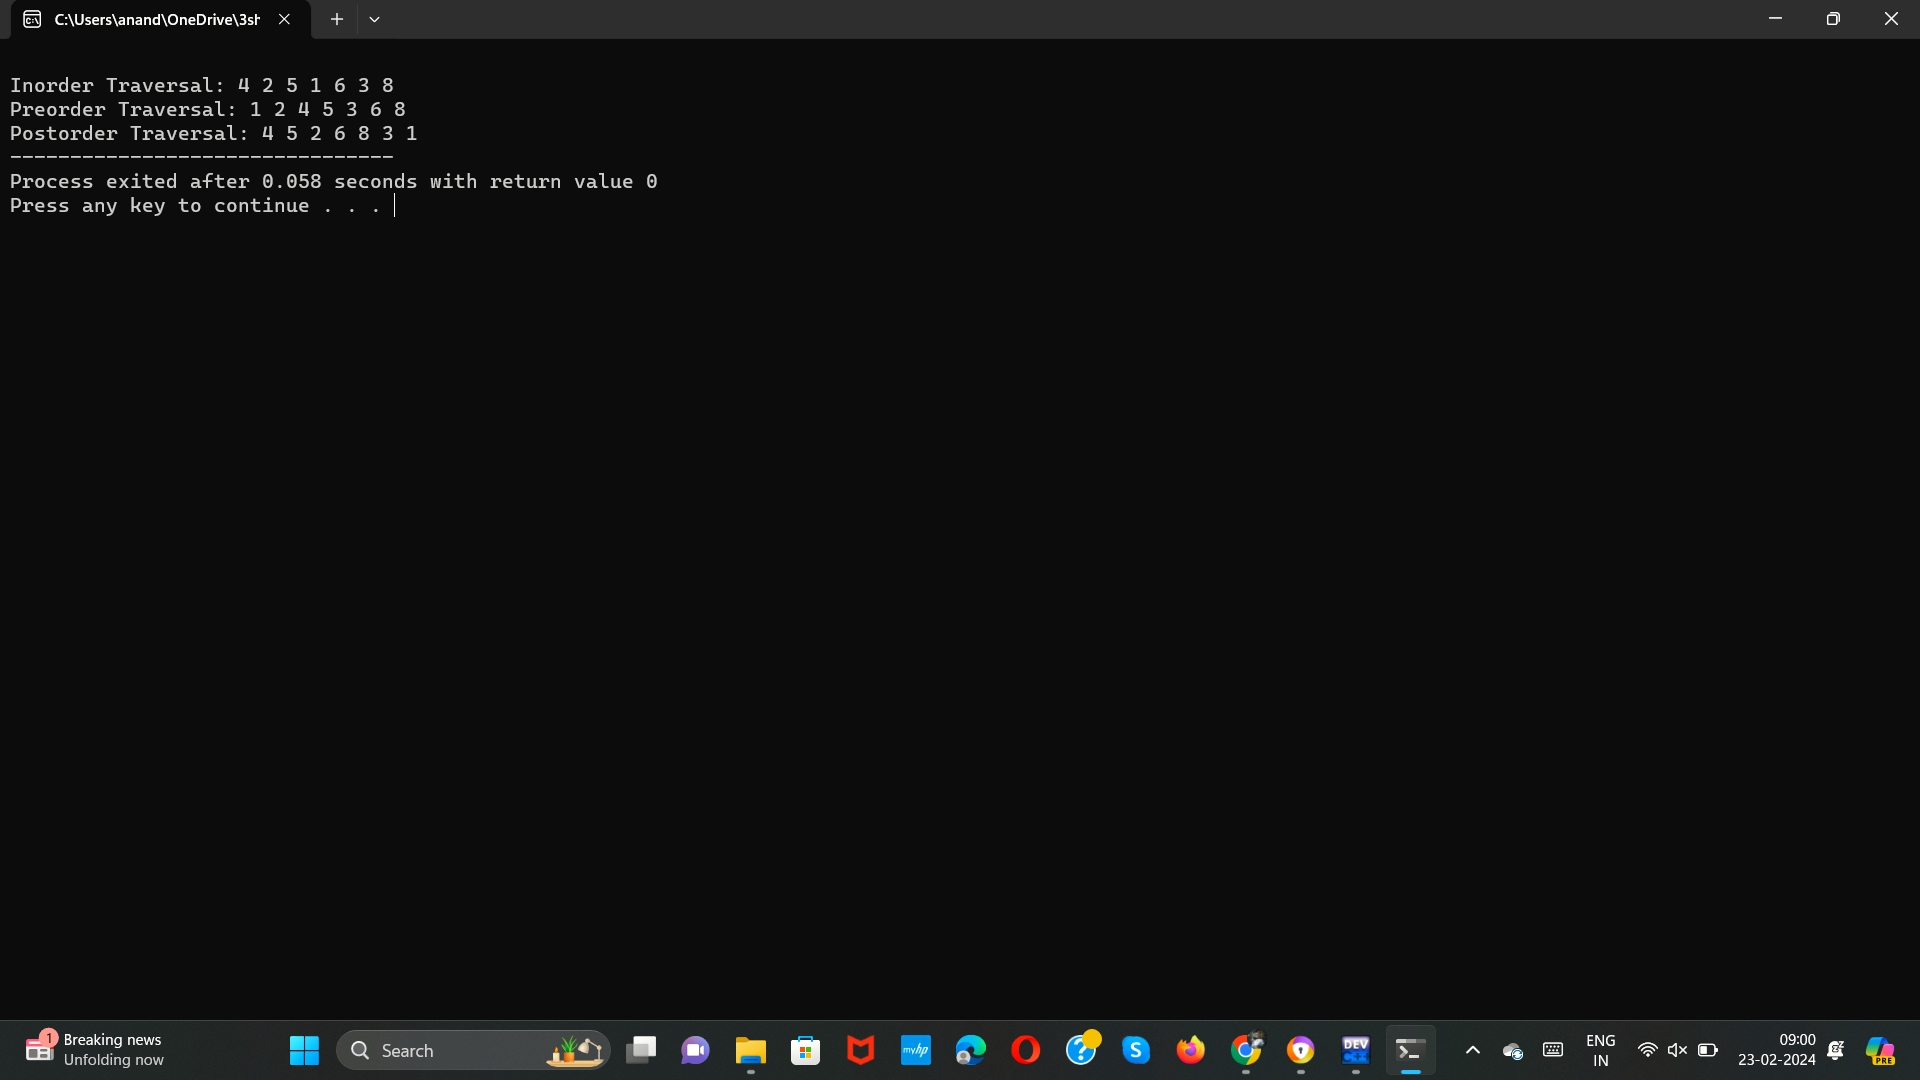 C:\Users\anand\OneDrive\3sh
Inorder Traversal: 4 2 5 1 6 3 8
Preorder Traversal: 1 2 4 5 3 6 8
Postorder Traversal: 4 5 2 6 8 3 1
--------------------------------
Process exited after 0.058 seconds with return value 0
Press any key to continue . . .
1
Breaking news
Unfolding now
Search
myhp
?
S
DEV
C++
ENG
IN
09:00
23-02-2024
PRE